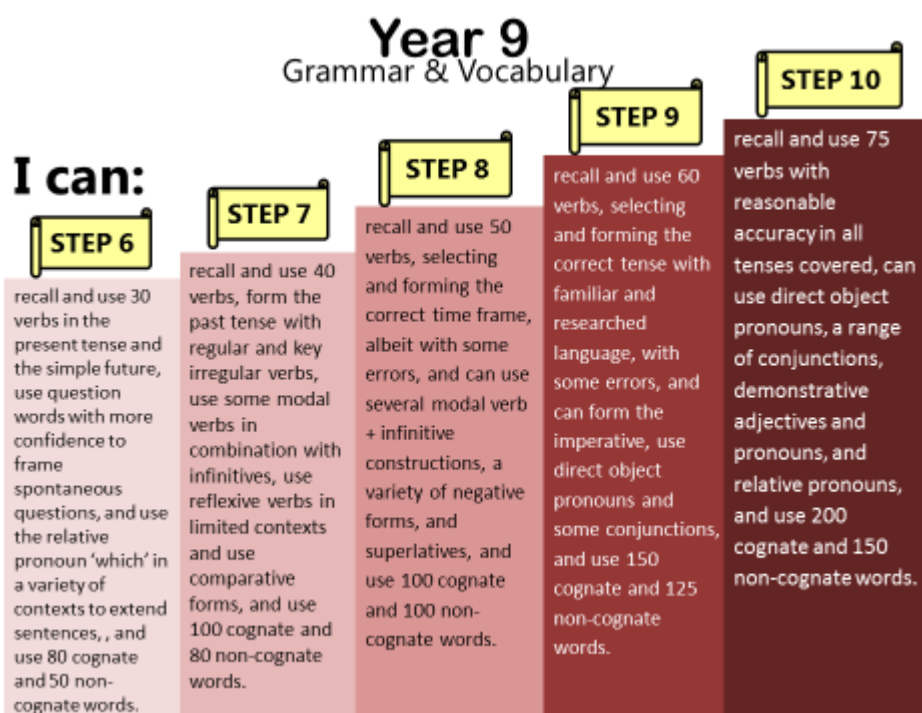 Year 9
Grammar & Vocabulary
I can:
STEP 6
recall and use 30
verbs in the
present tense and
the simple future,
use question
words with more
confidence to
frame
spontaneous
questions, and use
the relative
pronoun ‘which’ in
a variety of
contexts to extend
sentences, , and
use 80 cognate
and 50 non-
cognate words.
STEP 7
recall and use 40
verbs, form the
past tense with
regular and key
irregular verbs,
use some modal
verbs in
combination with
infinitives, use
reflexive verbs in
limited contexts
and use
comparative
forms, and use
100 cognate and
80 non-cognate
words.
STEP 8
recall and use 50
verbs, selecting
and forming the
correct time frame,
albeit with some
errors, and can use
several modal verb
+ infinitive
constructions, a
variety of negative
forms, and
superlatives, and
use 100 cognate
and 100 non-
cognate words.
STEP 9
recall and use 60
verbs, selecting
and forming the
correct tense with
familiar and
researched
language, with
some errors, and
can form the
imperative, use
direct object
pronouns and
some conjunctions,
and use 150
cognate and 125
non-cognate
words.
STEP 10
recall and use 75
verbs with
reasonable
accuracy in all
tenses covered, can
use direct object
pronouns, a range
of conjunctions,
demonstrative
adjectives and
pronouns, and
relative pronouns,
and use 200
cognate and 150
non-cognate words.